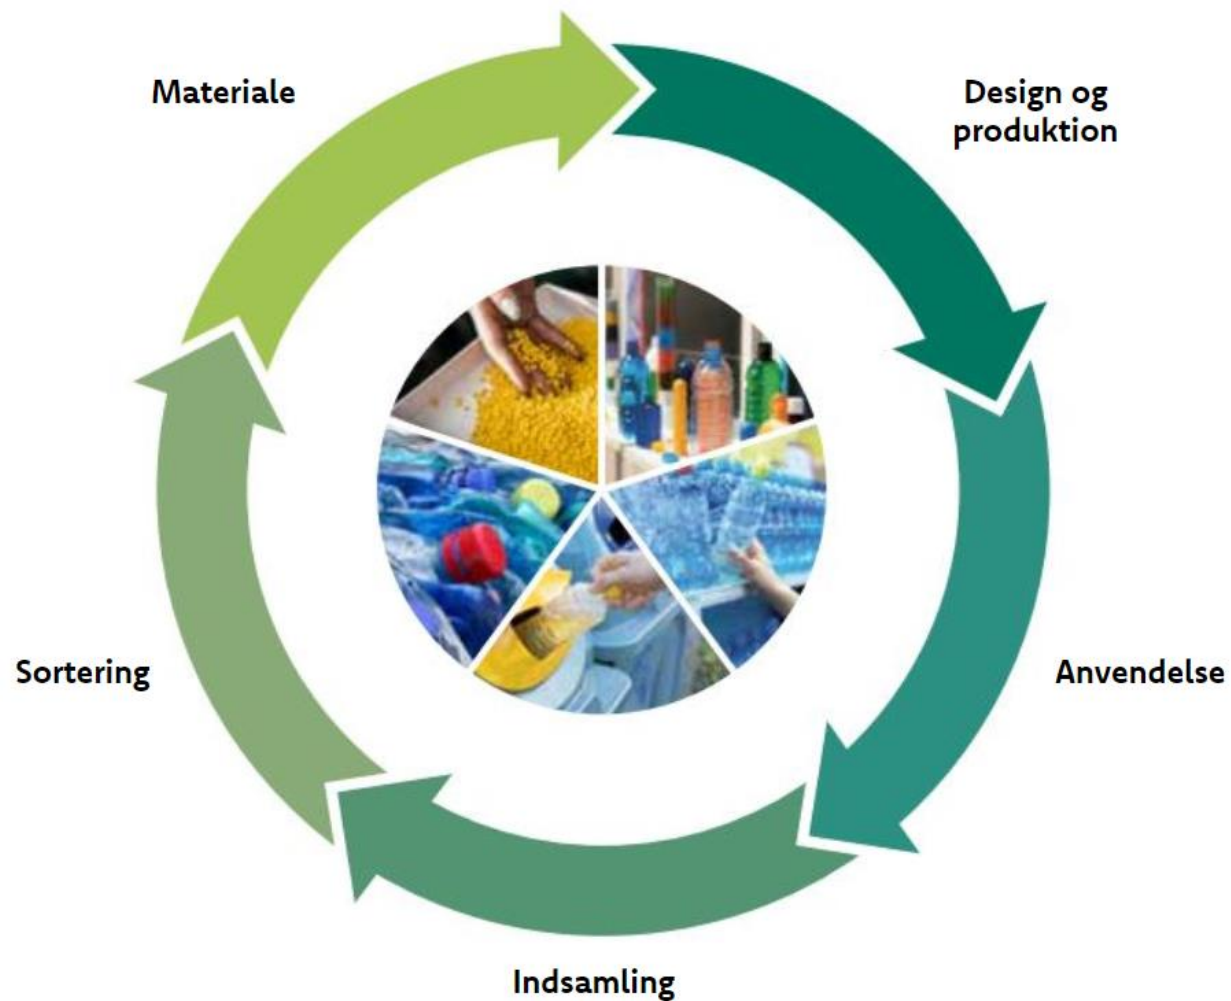 Materiale
Design og
produktion
Anvendelse
Indsamling
Sortering